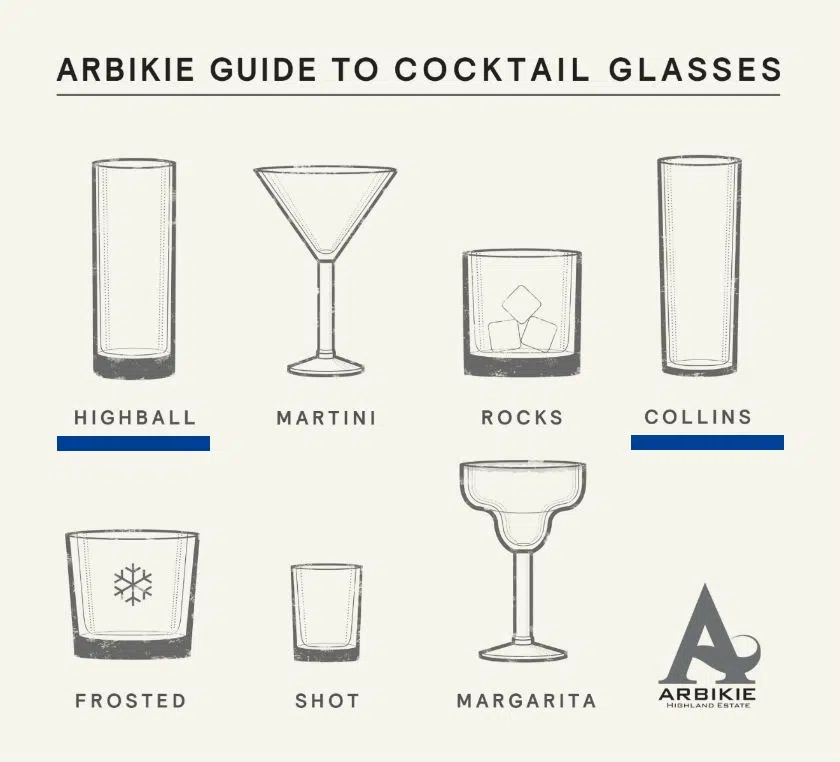 ARBIKIE GUIDE TO COCKTAIL GLASSES
HIGHBALL
MARTINI
ROCKS
COLLINS
FROSTED
SHOT
MARGARITA
A
ARBIKIE
HIGHLAND ESTATE